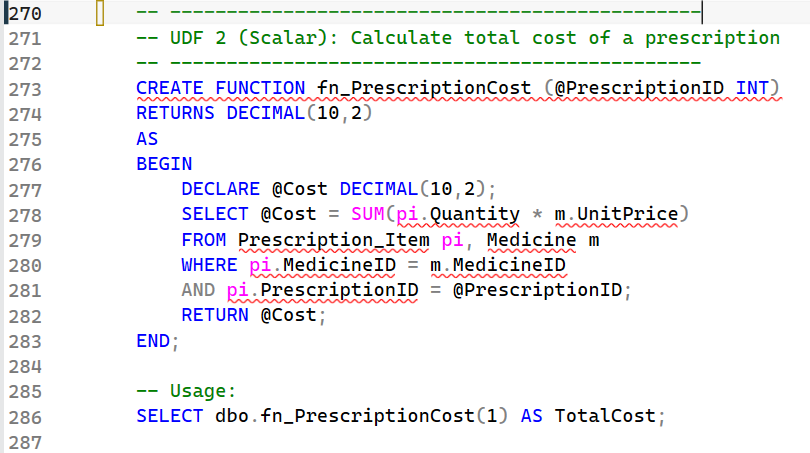 270 -- -----------------------------------------------
271 -- UDF 2 (Scalar): Calculate total cost of a prescription
272 -- -----------------------------------------------
273 CREATE FUNCTION fn_PrescriptionCost (@PrescriptionID INT)
274 RETURNS DECIMAL(10,2)
275 AS
276 BEGIN
277     DECLARE @Cost DECIMAL(10,2);
278     SELECT @Cost = SUM(pi.Quantity * m.UnitPrice)
279     FROM Prescription_Item pi, Medicine m
280     WHERE pi.MedicineID = m.MedicineID
281     AND pi.PrescriptionID = @PrescriptionID;
282     RETURN @Cost;
283 END;
284
285 -- Usage:
286 SELECT dbo.fn_PrescriptionCost(1) AS TotalCost;
287